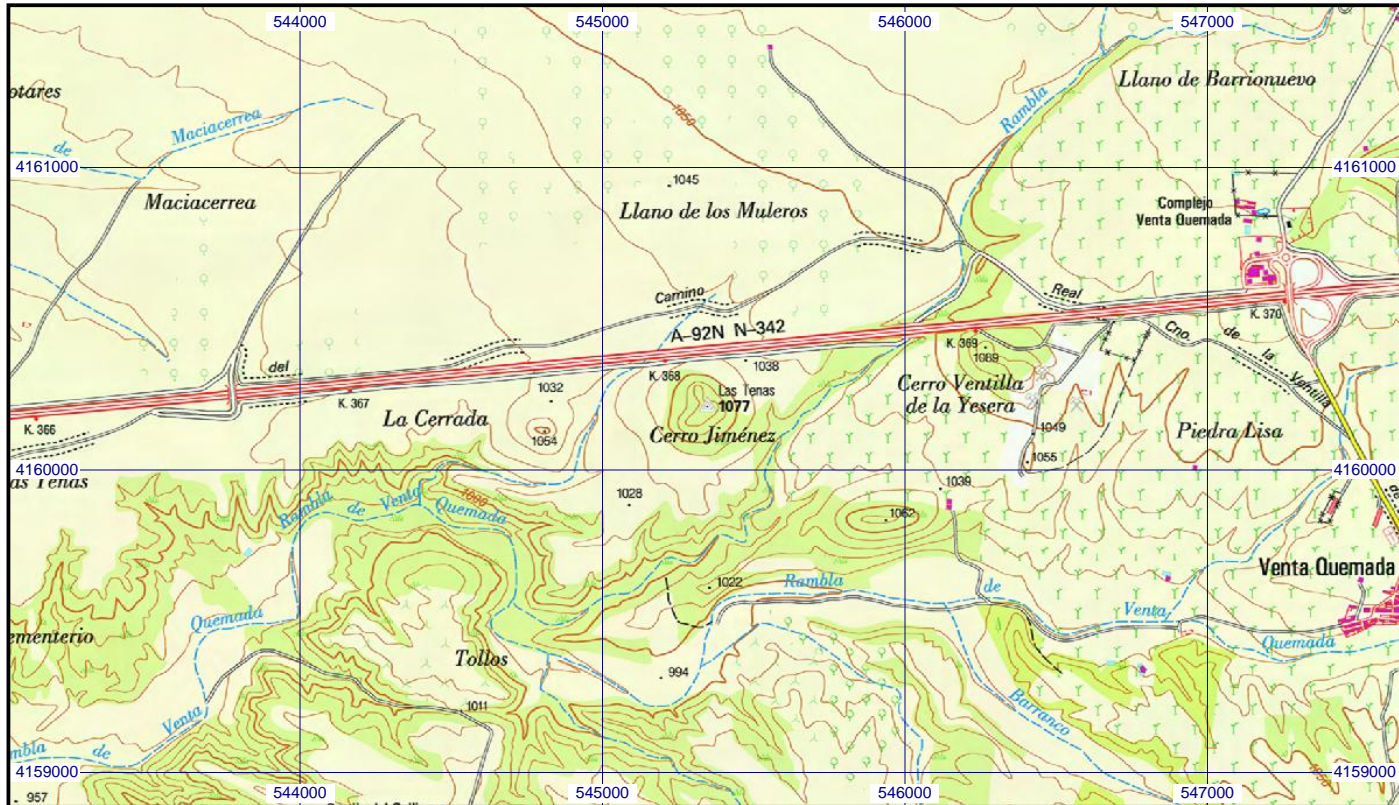 544000
545000
546000
547000
otares
de
Maciacerrea
Rambla
Llano de Barrionuevo
1050
4161000
4161000
Maciacerrea
1045
Llano de los Muleros
Complejo
Venta Quemada
Camino
Real
A-92N N-342
K. 370
K. 369
Cno.
de
la
Ventilla
1089
del
K. 368
1038
Las Tenas
1077
K. 367
1032
K. 366
La Cerrada
1054
Cerro Jiménez
Cerro Ventilla
de la Yesera
1049
Piedra Lisa
1055
4160000
4160000
as Tenas
Rambla
de
Venta
Quemada
1000
1028
1039
1062
1022
Rambla
de
Venta
Quemada
Venta Quemada
Quemada
ementerio
Tollos
994
Barranco
1011
Venta
mbla
de
4159000
4159000
957
1050
544000
545000
546000
547000